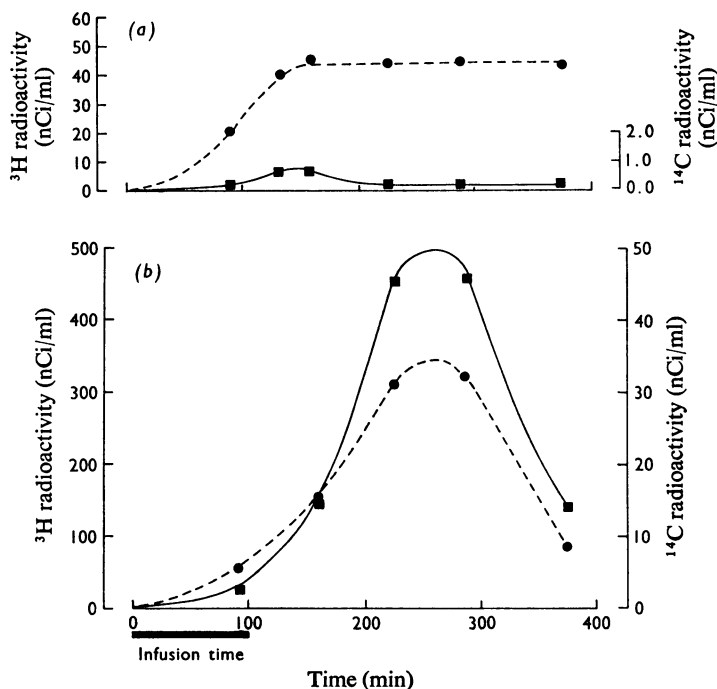 (a)
60
50
40
30
20
10
0
³H radioactivity
(nCi/ml)
2.0
1.0
0.0
¹⁴C radioactivity
(nCi/ml)
(b)
500
400
300
200
100
0
³H radioactivity (nCi/ml)
50
40
30
20
10
0
¹⁴C radioactivity (nCi/ml)
0 100 200 300 400
Infusion time
Time (min)